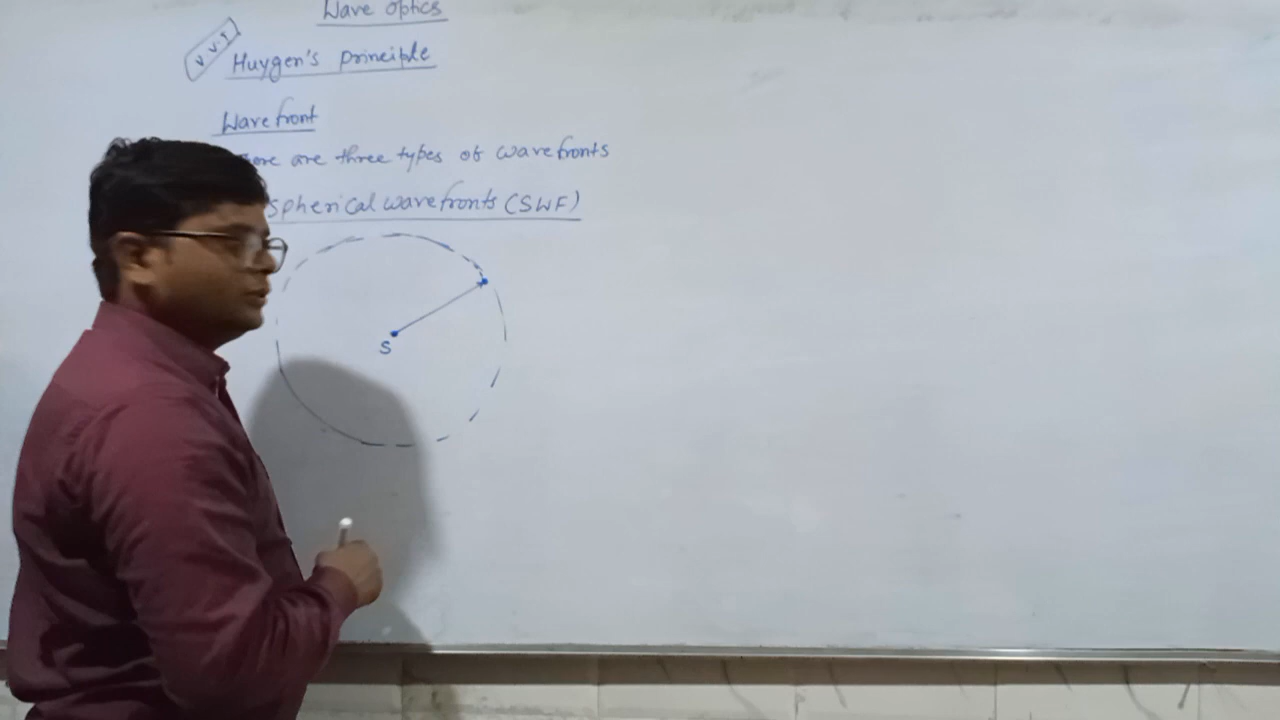 Wave optics
V.V.I
Huygen's principle
Wavefront
are three types of wavefronts
spherical wavefronts (SWF)
S